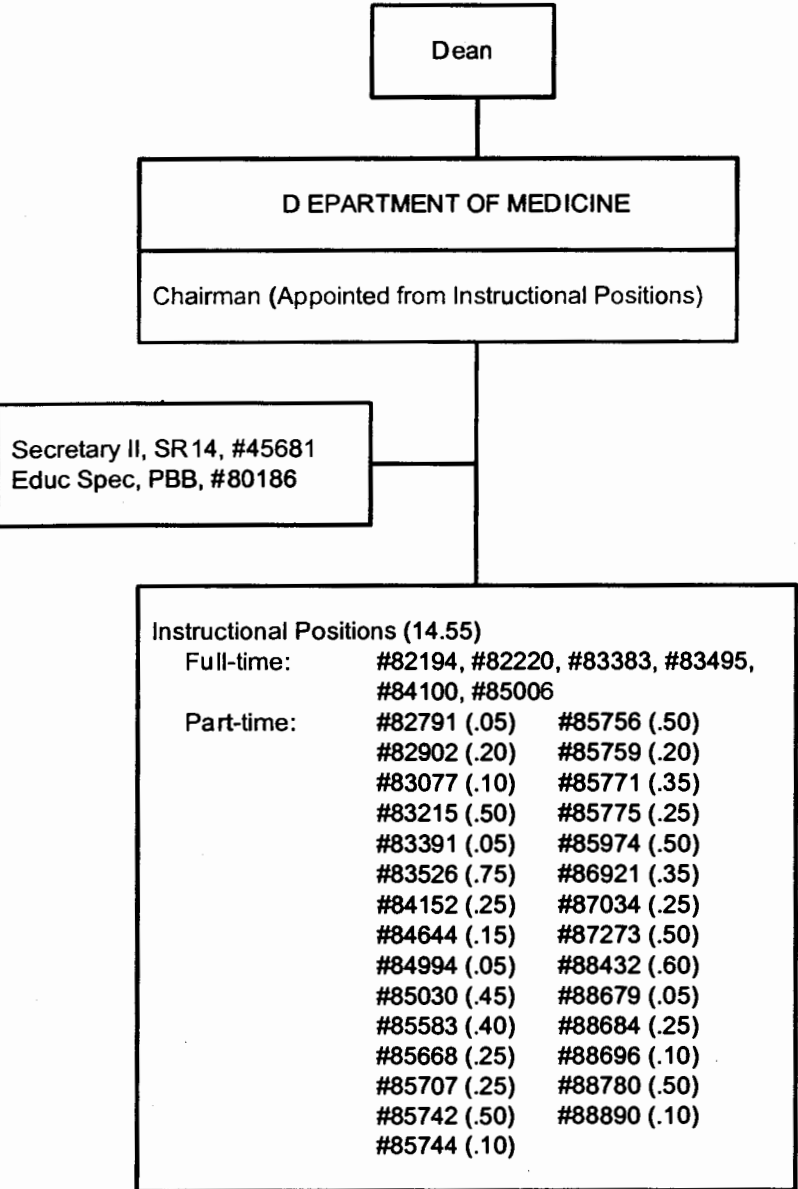 Dean
D EPARTMENT OF MEDICINE
Chairman (Appointed from Instructional Positions)
Secretary II, SR14, #45681
Educ Spec, PBB, #80186
Instructional Positions (14.55)
Full-time: #82194, #82220, #83383, #83495,
#84100, #85006
Part-time: #82791 (.05) #85756 (.50)
#82902 (.20) #85759 (.20)
#83077 (.10) #85771 (.35)
#83215 (.50) #85775 (.25)
#83391 (.05) #85974 (.50)
#83526 (.75) #86921 (.35)
#84152 (.25) #87034 (.25)
#84644 (.15) #87273 (.50)
#84994 (.05) #88432 (.60)
#85030 (.45) #88679 (.05)
#85583 (.40) #88684 (.25)
#85668 (.25) #88696 (.10)
#85707 (.25) #88780 (.50)
#85742 (.50) #88890 (.10)
#85744 (.10)